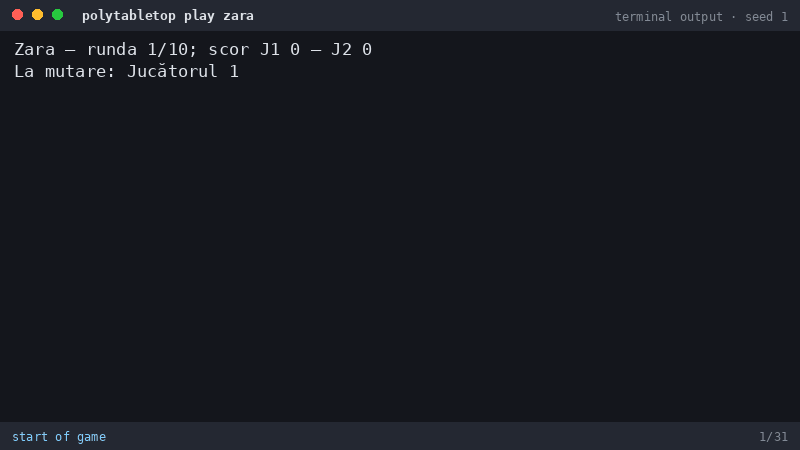 polytabletop play zara
terminal output · seed 1
Zara — runda 1/10; scor J1 0 — J2 0
La mutare: Jucătorul 1
start of game
1/31